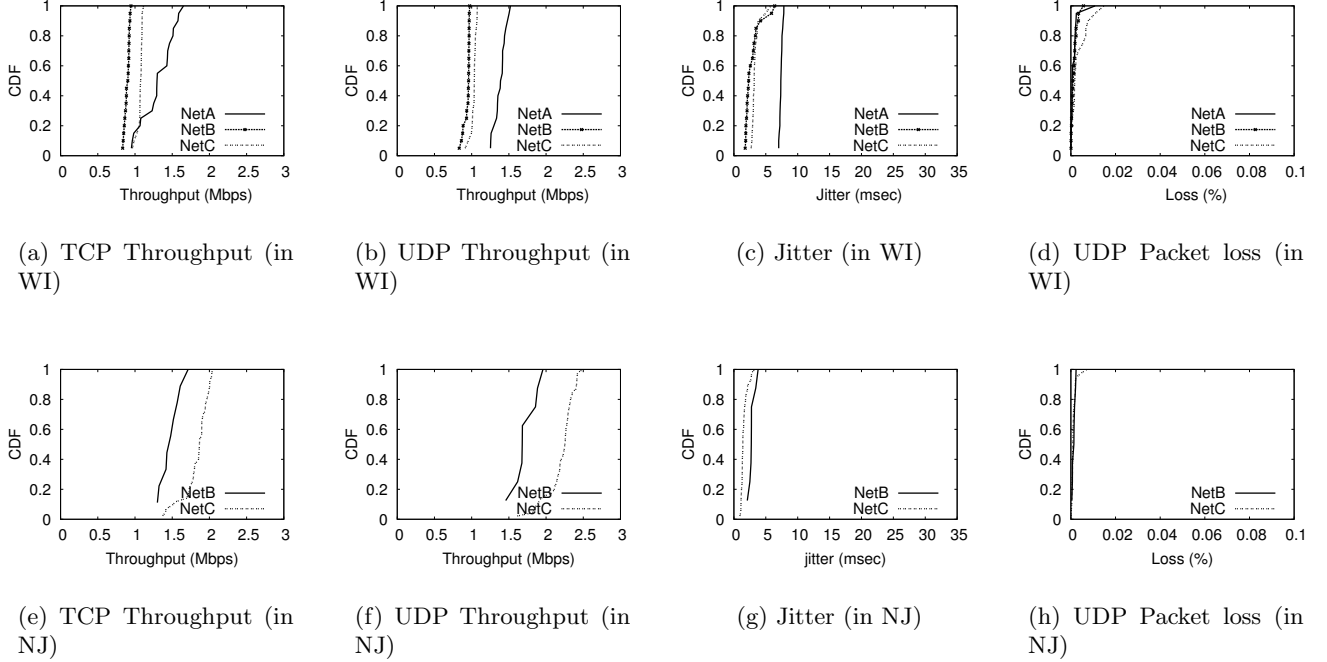 1
0.8
0.6
0.4
0.2
0
CDF
NetA
NetB
NetC
0 0.5 1 1.5 2 2.5 3
Throughput (Mbps)
(a) TCP Throughput (in
WI)
1
0.8
0.6
0.4
0.2
0
CDF
NetA
NetB
NetC
0 0.5 1 1.5 2 2.5 3
Throughput (Mbps)
(b) UDP Throughput (in
WI)
1
0.8
0.6
0.4
0.2
0
CDF
NetA
NetB
NetC
0 5 10 15 20 25 30 35
Jitter (msec)
(c) Jitter (in WI)
1
0.8
0.6
0.4
0.2
0
CDF
NetA
NetB
NetC
0 0.02 0.04 0.06 0.08 0.1
Loss (%)
(d) UDP Packet loss (in
WI)
1
0.8
0.6
0.4
0.2
0
CDF
NetB
NetC
0 0.5 1 1.5 2 2.5 3
Throughput (Mbps)
(e) TCP Throughput (in
NJ)
1
0.8
0.6
0.4
0.2
0
CDF
NetB
NetC
0 0.5 1 1.5 2 2.5 3
Throughput (Mbps)
(f) UDP Throughput (in
NJ)
1
0.8
0.6
0.4
0.2
0
CDF
NetB
NetC
0 5 10 15 20 25 30 35
jitter (msec)
(g) Jitter (in NJ)
1
0.8
0.6
0.4
0.2
0
CDF
NetB
NetC
0 0.02 0.04 0.06 0.08 0.1
Loss (%)
(h) UDP Packet loss (in
NJ)